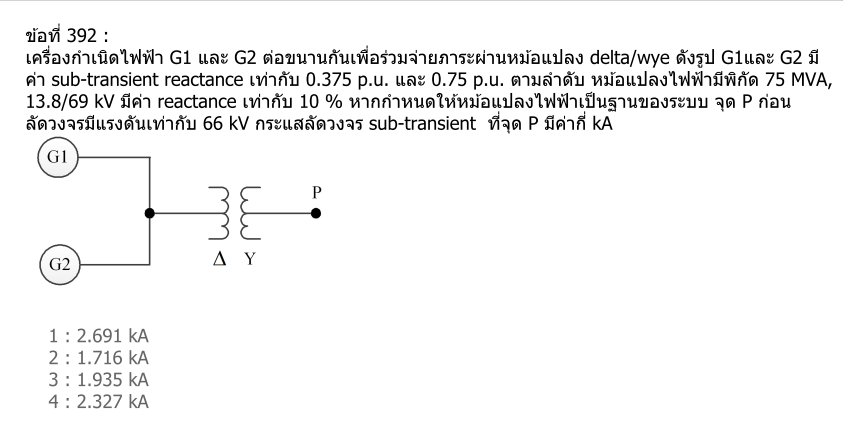 ข้อที่ 392 :
เครื่องกำเนิดไฟฟ้า G1 และ G2 ต่อขนานกันเพื่อร่วมจ่ายภาระผ่านหม้อแปลง delta/wye ดังรูป G1และ G2 มี
ค่า sub-transient reactance เท่ากับ 0.375 p.u. และ 0.75 p.u. ตามลำดับ หม้อแปลงไฟฟ้ามีพิกัด 75 MVA,
13.8/69 kV มีค่า reactance เท่ากับ 10 % หากกำหนดให้หม้อแปลงไฟฟ้าเป็นฐานของระบบ จุด P ก่อน
ลัดวงจรมีแรงดันเท่ากับ 66 kV กระแสลัดวงจร sub-transient ที่จุด P มีค่ากี่ kA
G1
P
G2
Δ Y
1 : 2.691 kA
2 : 1.716 kA
3 : 1.935 kA
4 : 2.327 kA